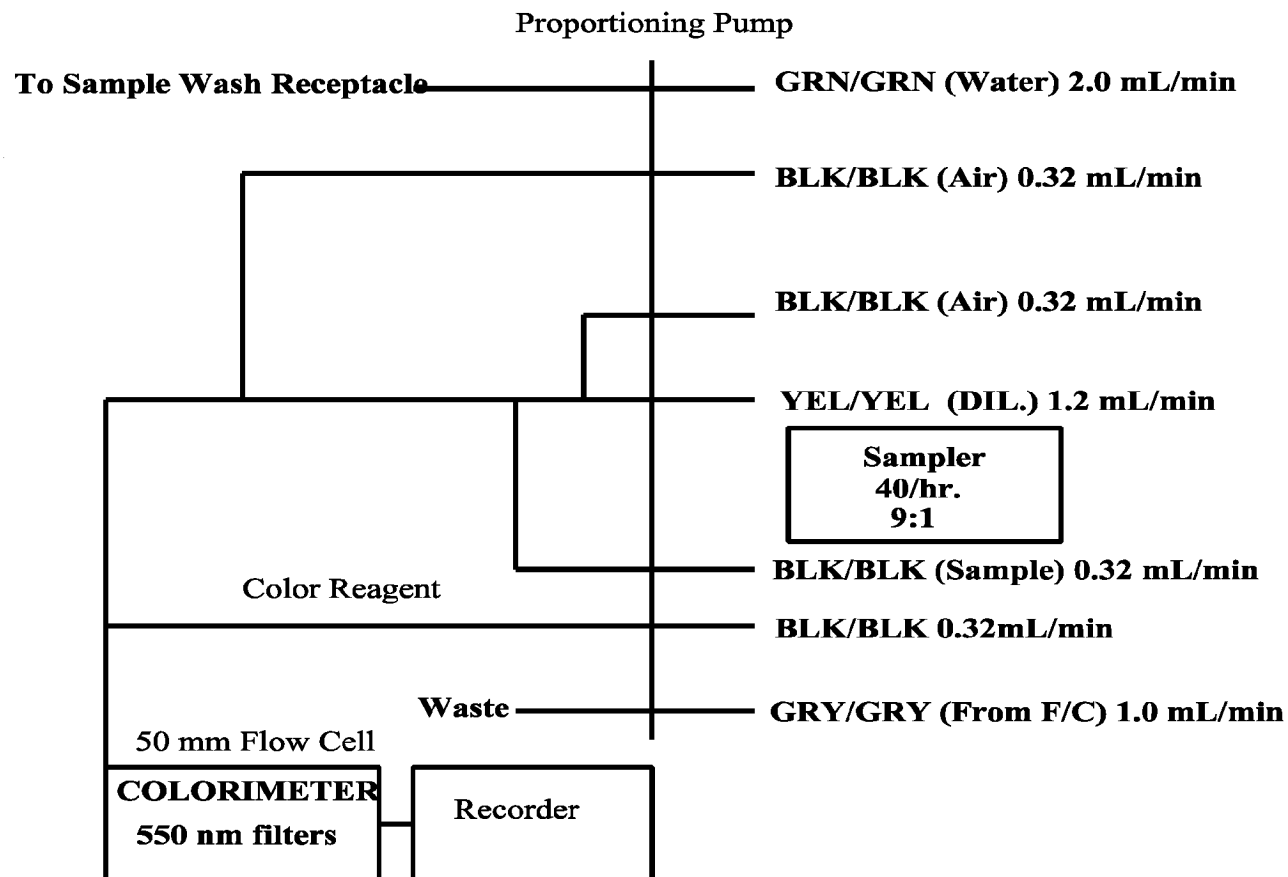 Proportioning Pump
To Sample Wash Receptacle
GRN/GRN (Water) 2.0 mL/min
BLK/BLK (Air) 0.32 mL/min
BLK/BLK (Air) 0.32 mL/min
YEL/YEL (DIL.) 1.2 mL/min
Sampler
40/hr.
9:1
BLK/BLK (Sample) 0.32 mL/min
Color Reagent
BLK/BLK 0.32mL/min
Waste
GRY/GRY (From F/C) 1.0 mL/min
50 mm Flow Cell
COLORIMETER
550 nm filters
Recorder